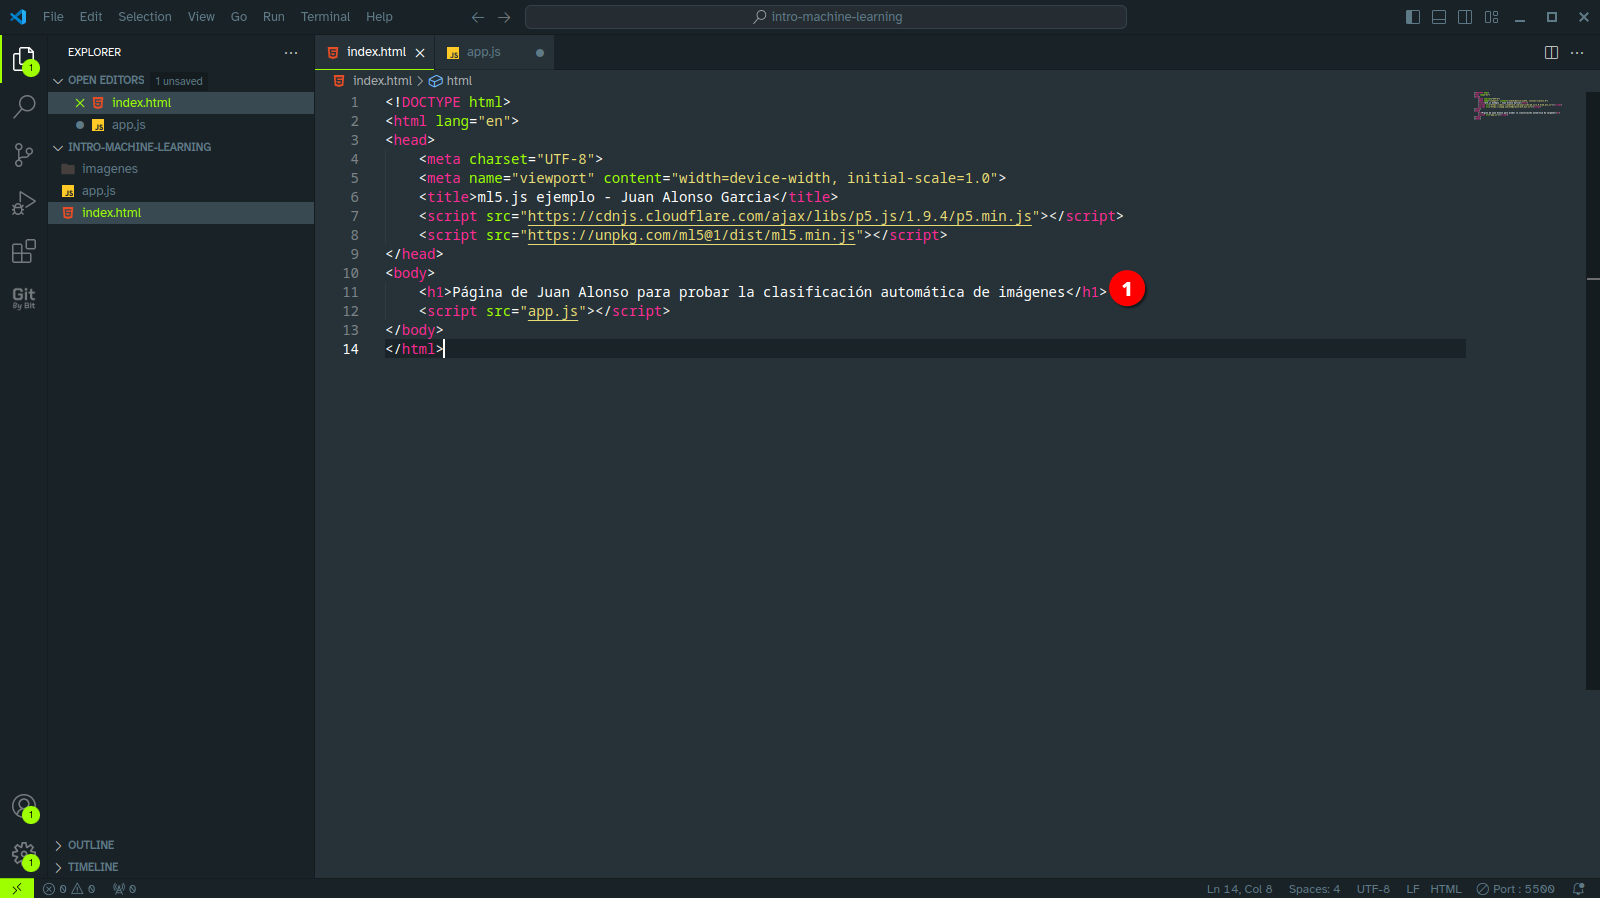 File Edit Selection View Go Run Terminal Help
intro-machine-learning
EXPLORER
OPEN EDITORS 1 unsaved
index.html
app.js
INTRO-MACHINE-LEARNING
imagenes
app.js
index.html
OUTLINE
TIMELINE
1
Git
By Bit
1
1
index.html app.js
index.html > html
1 <!DOCTYPE html>
2 <html lang="en">
3 <head>
4 <meta charset="UTF-8">
5 <meta name="viewport" content="width=device-width, initial-scale=1.0">
6 <title>ml5.js ejemplo - Juan Alonso Garcia</title>
7 <script src="https://cdnjs.cloudflare.com/ajax/libs/p5.js/1.9.4/p5.min.js"></script>
8 <script src="https://unpkg.com/ml5@1/dist/ml5.min.js"></script>
9 </head>
10 <body>
11 <h1>Página de Juan Alonso para probar la clasificación automática de imágenes</h1>
1
12 <script src="app.js"></script>
13 </body>
14 </html>
0 0 0 Ln 14, Col 8 Spaces: 4 UTF-8 LF HTML Port : 5500